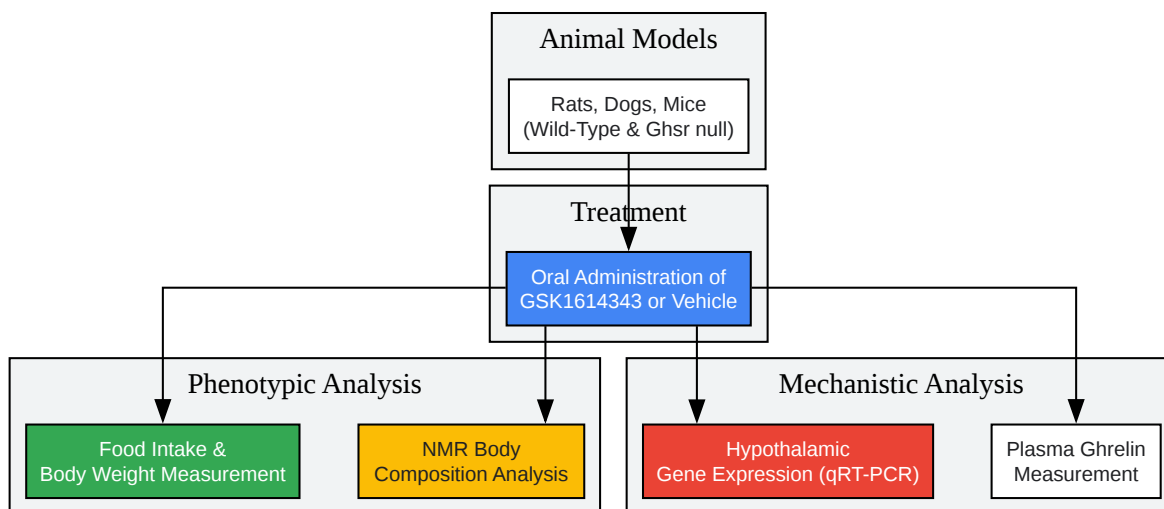 Animal Models
Rats, Dogs, Mice
(Wild-Type & Ghsr null)
Treatment
Oral Administration of
GSK1614343 or Vehicle
Phenotypic Analysis
Food Intake &
Body Weight Measurement
NMR Body
Composition Analysis
Mechanistic Analysis
Hypothalamic
Gene Expression (qRT-PCR)
Plasma Ghrelin
Measurement